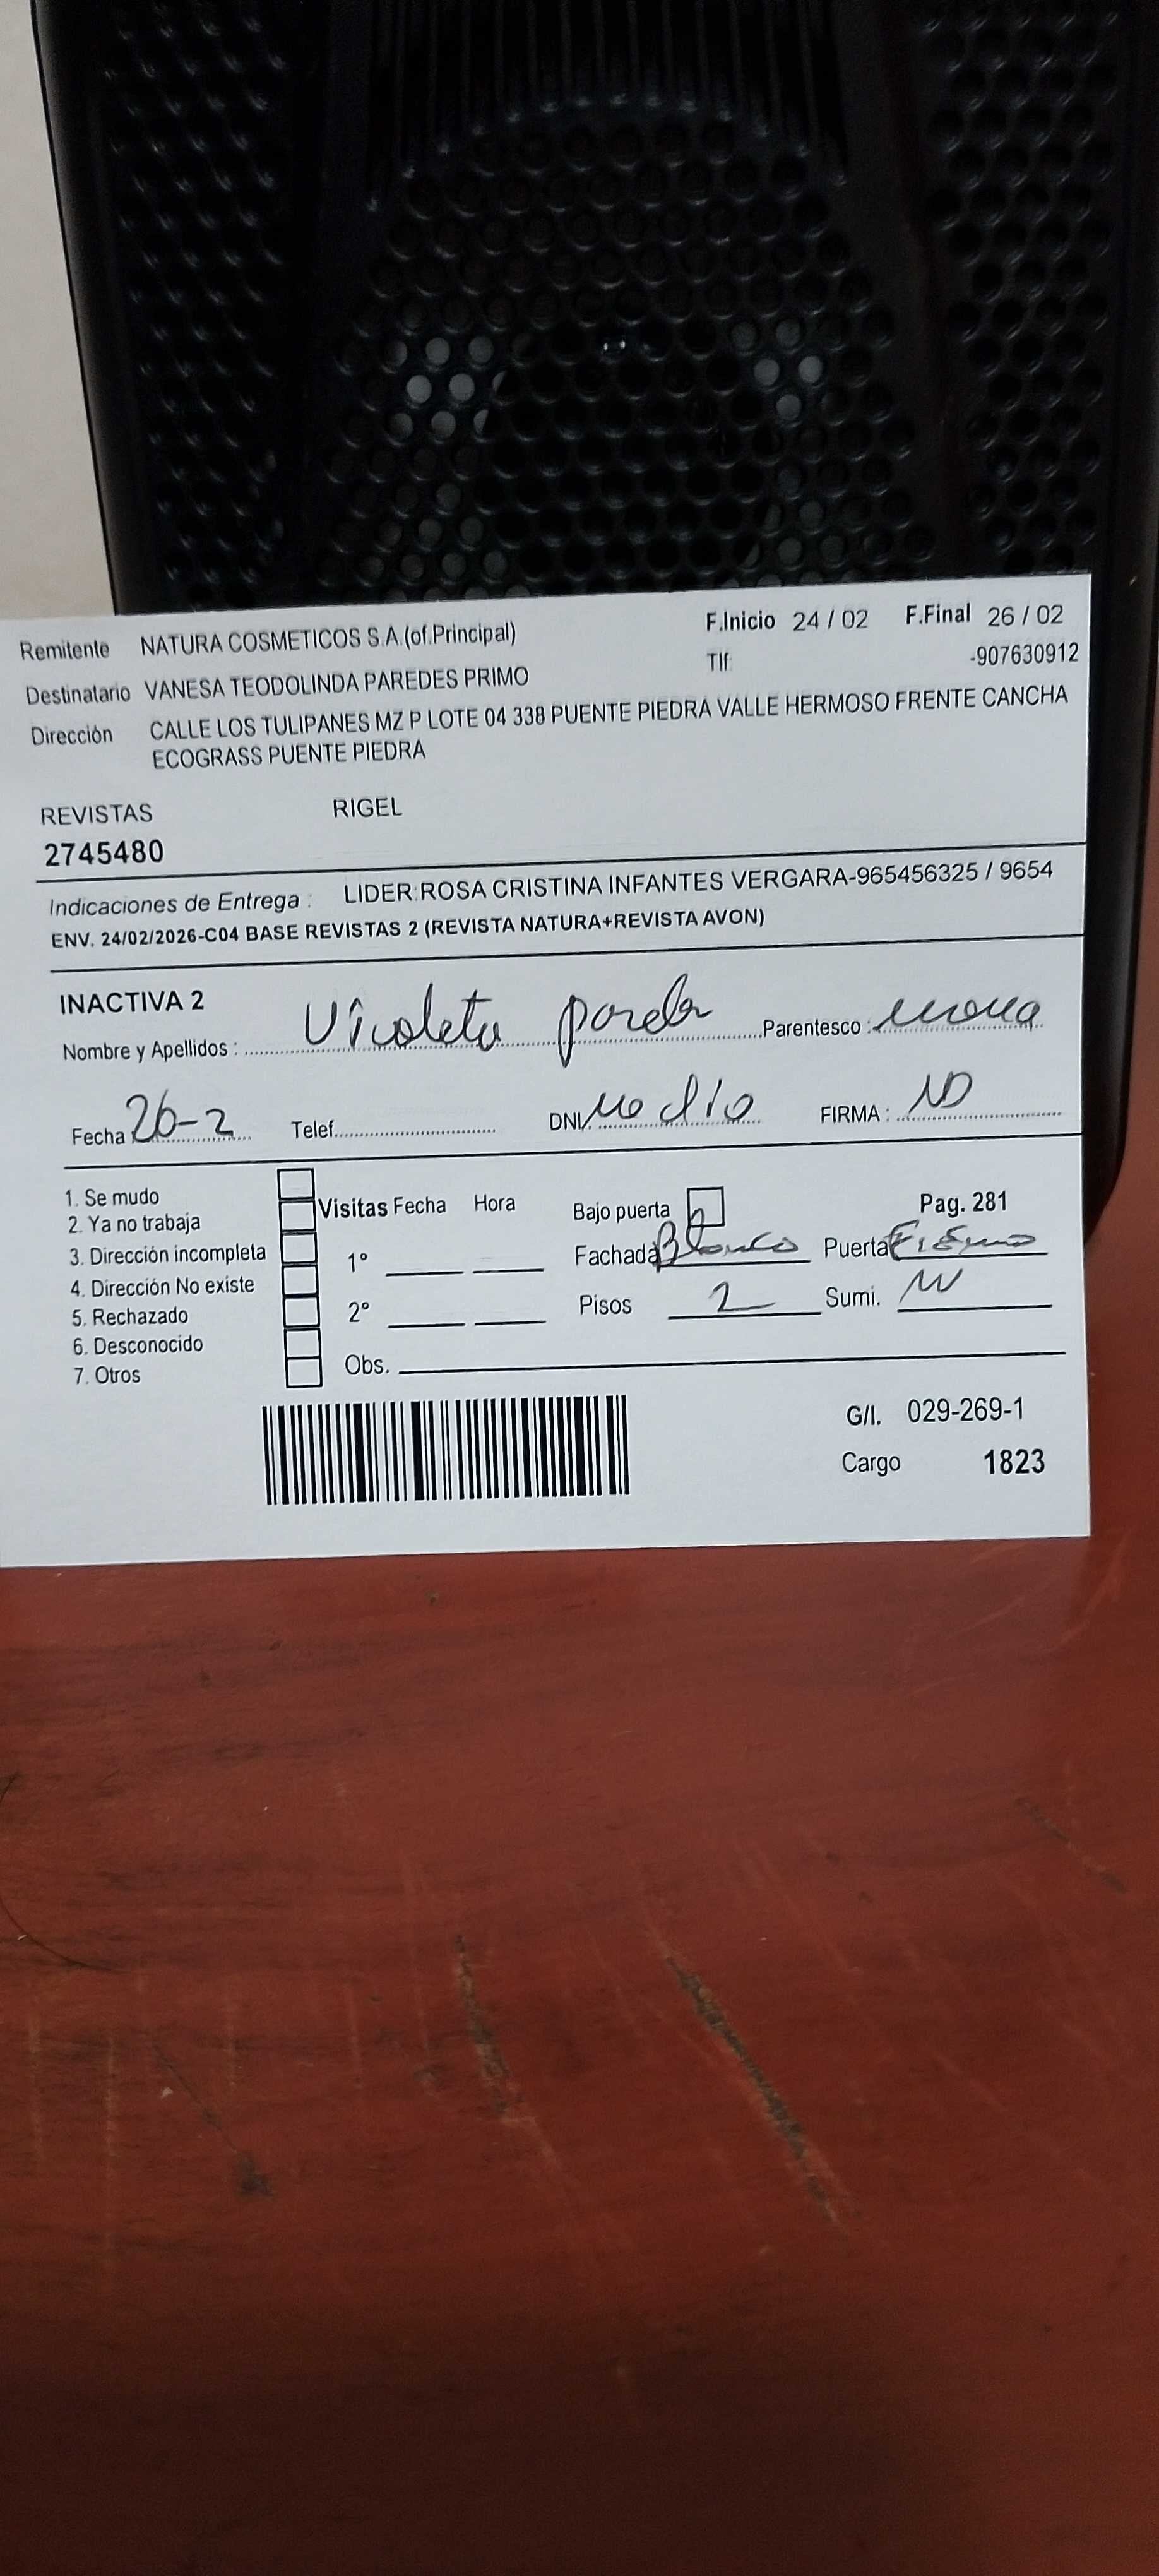 Remitente NATURA COSMETICOS S.A.(of.Principal) F.Inicio 24 / 02 F.Final 26 / 02
Tlf: -907630912
Destinatario VANESA TEODOLINDA PAREDES PRIMO
Dirección CALLE LOS TULIPANES MZ P LOTE 04 338 PUENTE PIEDRA VALLE HERMOSO FRENTE CANCHA
ECOGRASS PUENTE PIEDRA
REVISTAS RIGEL
2745480
Indicaciones de Entrega : LIDER:ROSA CRISTINA INFANTES VERGARA-965456325 / 9654
ENV. 24/02/2026-C04 BASE REVISTAS 2 (REVISTA NATURA+REVISTA AVON)
INACTIVA 2
Nombre y Apellidos : Violeta Parentesco :
Fecha 26-2 Telef. DNI/. No dio FIRMA : ND
1. Se mudo
2. Ya no trabaja
3. Dirección incompleta
4. Dirección No existe
5. Rechazado
6. Desconocido
7. Otros
Visitas Fecha Hora
1º
2º
Obs.
Bajo puerta Pag. 281
Fachada Blanco Puerta
Pisos 2 Sumi.
G/I. 029-269-1
Cargo 1823